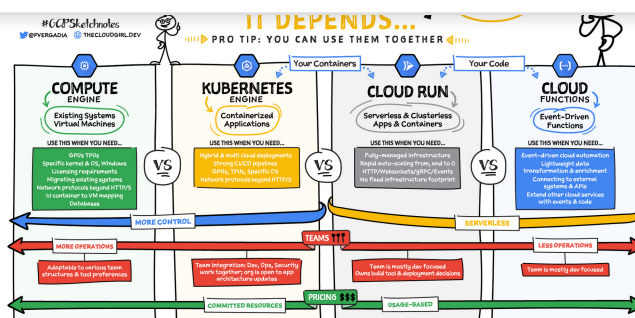 #GCPSketchnotes
@PVERGADIA THECLOUDGIRL.DEV
IT DEPENDS...
PRO TIP: YOU CAN USE THEM TOGETHER
Your Containers
Your Code
COMPUTE
ENGINE
Existing Systems
Virtual Machines
USE THIS WHEN YOU NEED...
GPUs TPUs
Specific kernel & OS, Windows
Licensing requirements
Migrating existing systems
Network protocols beyond HTTP/S
1:1 container to VM mapping
Databases
VS
KUBERNETES
ENGINE
Containerized
Applications
USE THIS WHEN YOU NEED...
Hybrid & multi cloud deployments
Strong CI/CD pipelines
GPUs, TPUs, Specific OS
Network protocols beyond HTTP/S
VS
CLOUD RUN
Serverless & Clusterless
Apps & Containers
USE THIS WHEN YOU NEED...
Fully-managed infrastructure
Rapid auto-scaling from, and to 0
HTTP/Websockets/gRPC/Events
No fixed infrastructure footprint
VS
CLOUD
FUNCTIONS
Event-Driven
Functions
USE THIS WHEN YOU NEED...
Event-driven cloud automation
Lightweight data
transformation & enrichment
Connecting to external
systems & APIs
Extend other cloud services
with events & code
MORE CONTROL
SERVERLESS
TEAMS
MORE OPERATIONS
LESS OPERATIONS
Adaptable to various team
structures & tool preferences
Team integration: Dev, Ops, Security
work together; org is open to app
architecture updates
Team is mostly dev focused
Owns build tool & deployment decisions
Team is mostly dev focused
PRICING $$$
COMMITTED RESOURCES
USAGE-BASED